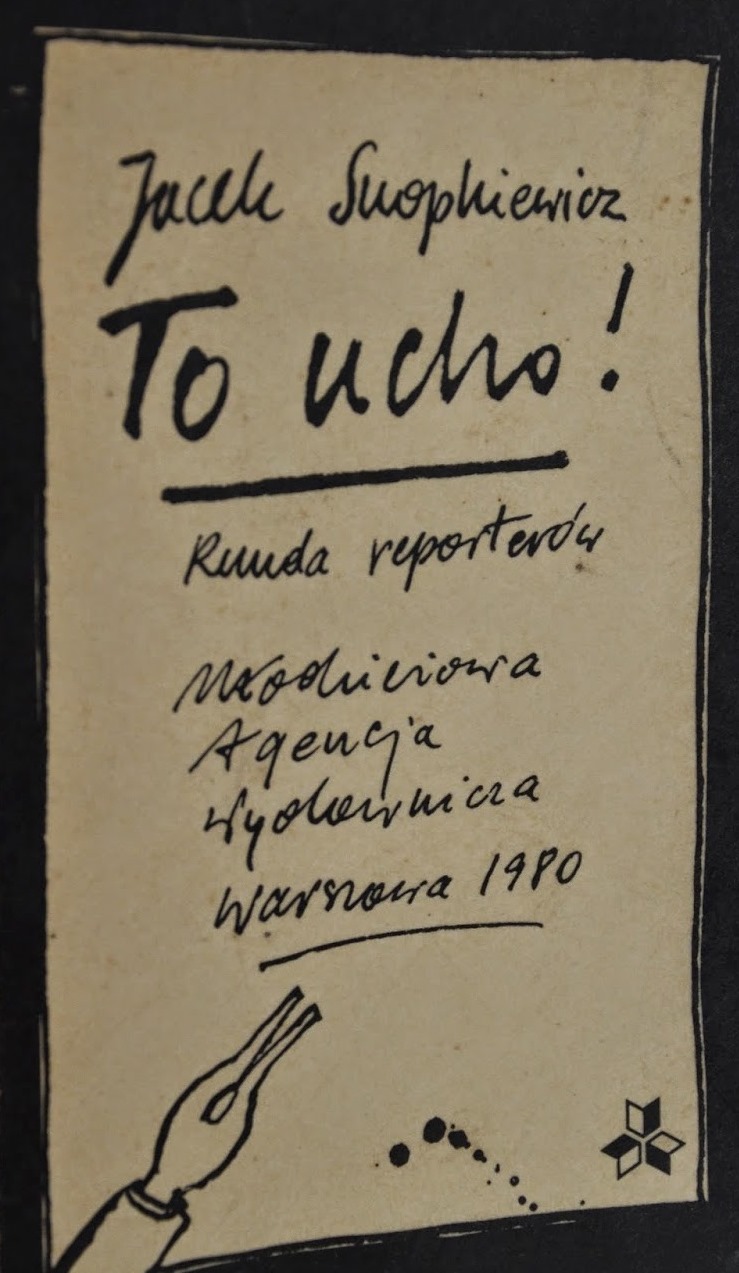 Jacek Snopkiewicz
To ucho!
Runda reporterów
Młodzieżowa
Agencja
Wydawnicza
Warszawa 1980